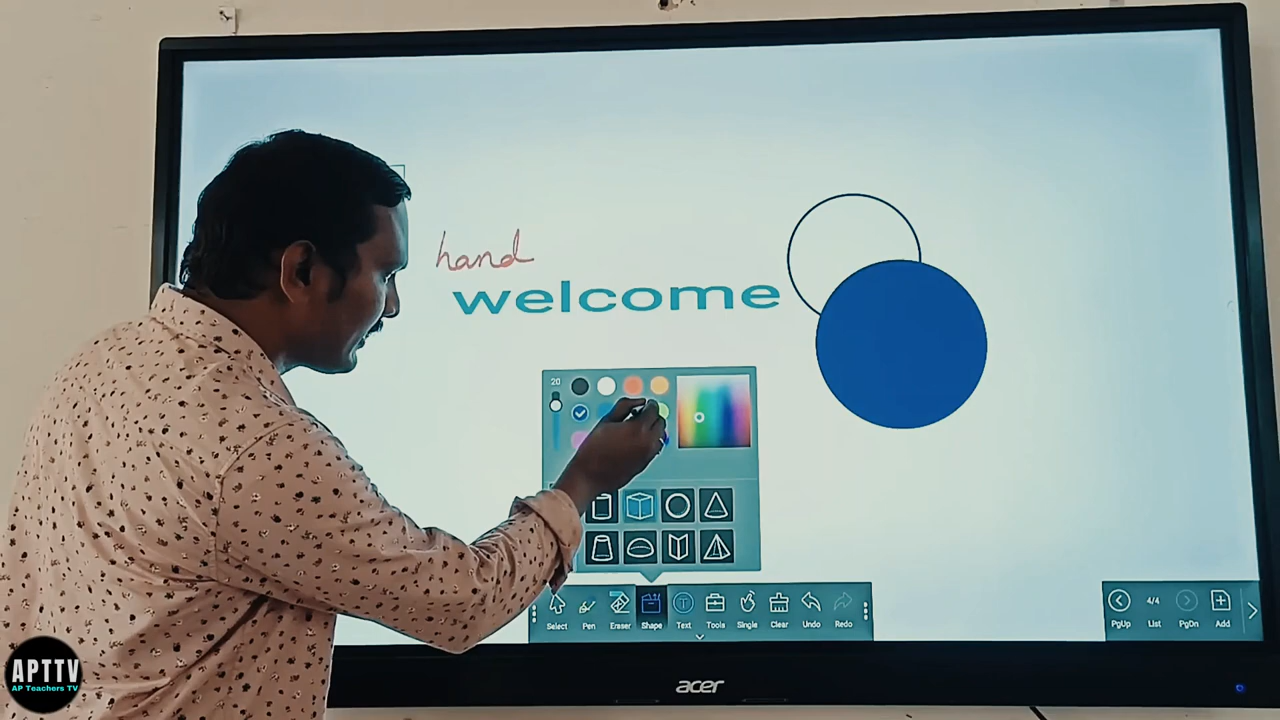 hand
welcome
20
Select Pen Eraser Shape Text Tools Single Clear Undo Redo
4/4
PgUp List PgDn Add
acer
APTTV
AP Teachers TV